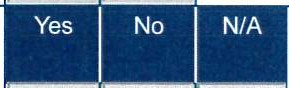 Yes No N/A